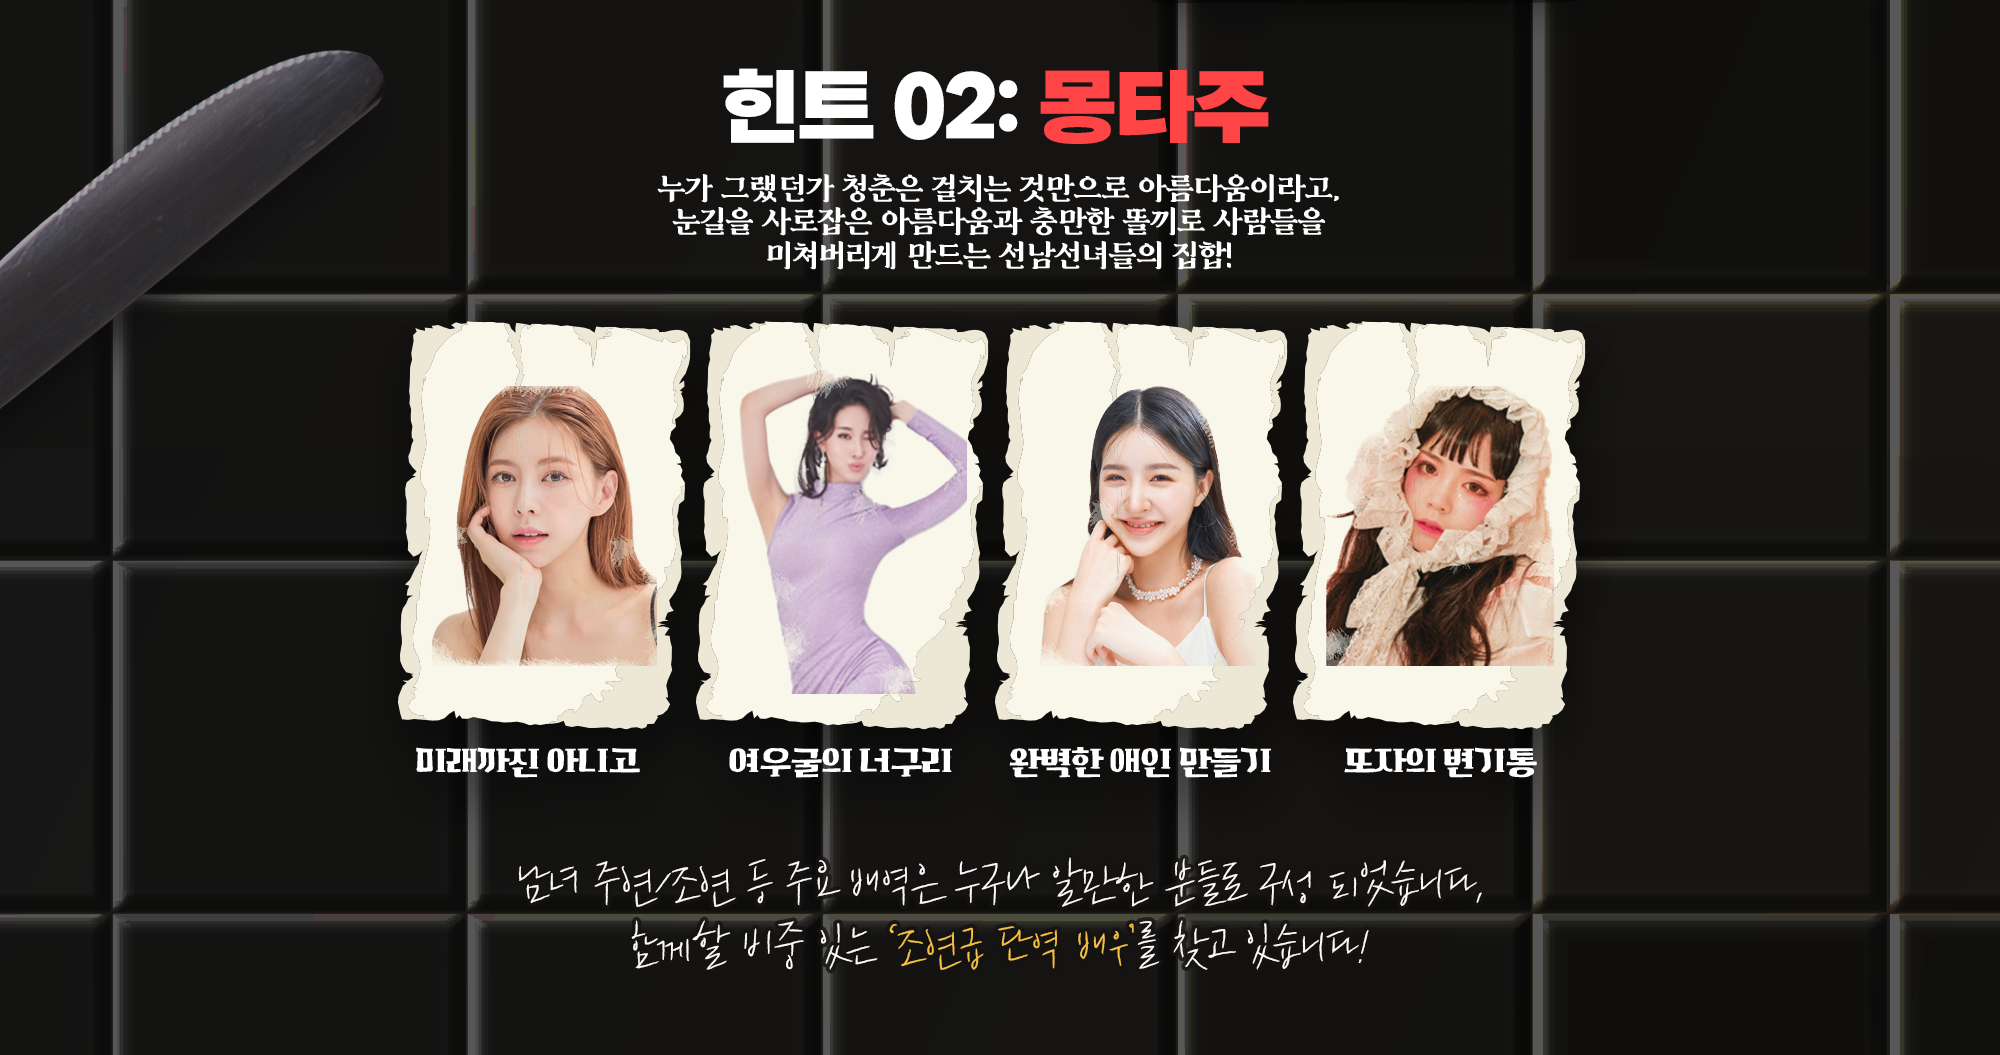 힌트 02: 몽타주
누가 그랬던가 청춘은 걸치는 것만으로 아름다움이라고,
눈길을 사로잡은 아름다움과 충만한 똘끼로 사람들을
미쳐버리게 만드는 선남선녀들의 집합!
미래까진 아니고
여우굴의 너구리
완벽한 애인 만들기
또자의 변기통
남녀 주연/조연 등 주요 배역은 누구나 알만한 분들로 구성 되었습니다,
함께할 비중 있는 '조연급 단역 배우'를 찾고 있습니다!